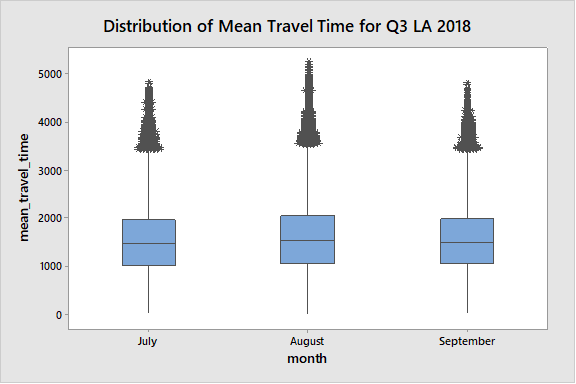 Distribution of Mean Travel Time for Q3 LA 2018
5000
4000
3000
2000
1000
0
mean_travel_time
July
August
September
month